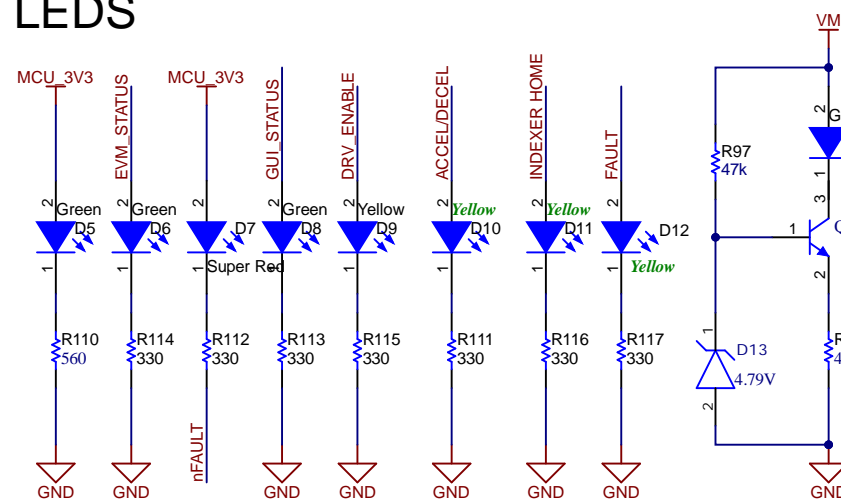 LEDS
VM
MCU_3V3
EVM_STATUS
MCU_3V3
GUI_STATUS
DRV_ENABLE
ACCEL/DECEL
INDEXER HOME
FAULT
2
Green
D5
1
2
Green
D6
1
2
D7
Super Red
1
2
Green
D8
1
2
Yellow
D9
1
2
Yellow
D10
1
2
Yellow
D11
1
2
D12
Yellow
1
R97
47k
2
G
1
3
1
Q
2
R110
560
R114
330
R112
330
R113
330
R115
330
R111
330
R116
330
R117
330
1
D13
4.79V
2
R
4
nFAULT
GND
GND
GND
GND
GND
GND
GND
GND